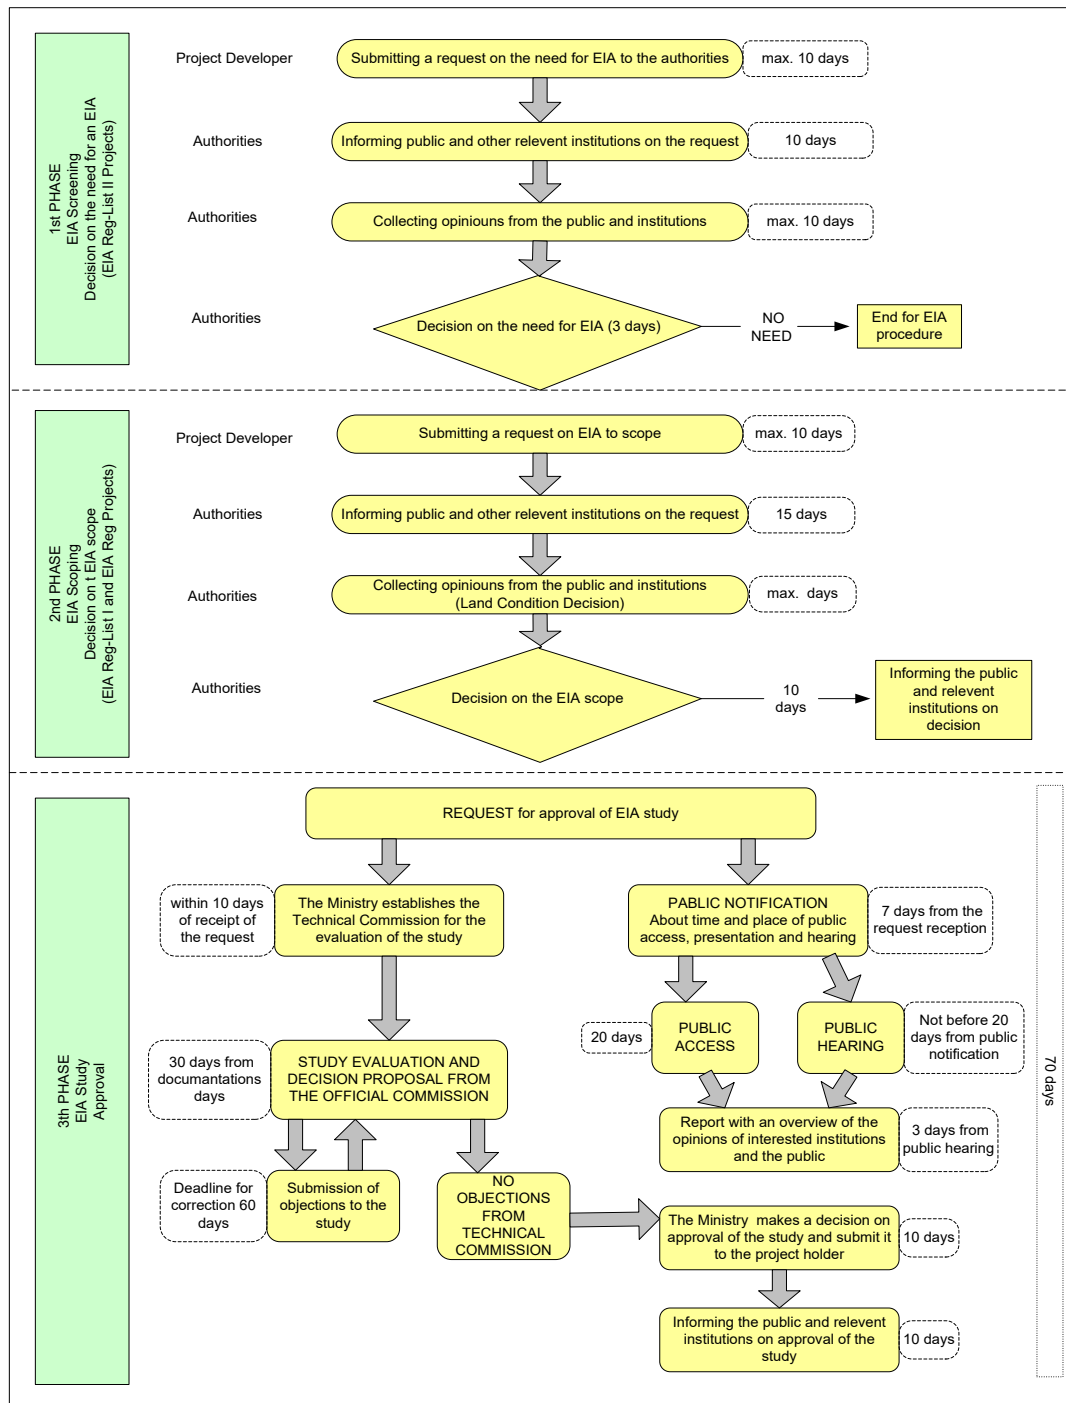 1st PHASE
EIA Screening
Decision on the need for an EIA
(EIA Reg-List II Projects)
Project Developer
Submitting a request on the need for EIA to the authorities
max. 10 days
Authorities
Informing public and other relevent institutions on the request
10 days
Authorities
Collecting opiniouns from the public and institutions
max. 10 days
Authorities
Decision on the need for EIA (3 days)
NO
NEED
End for EIA
procedure
2nd PHASE
EIA Scoping
Decision on t EIA scope
(EIA Reg-List I and EIA Reg Projects)
Project Developer
Submitting a request on EIA to scope
max. 10 days
Authorities
Informing public and other relevent institutions on the request
15 days
Authorities
Collecting opiniouns from the public and institutions
(Land Condition Decision)
max.  days
Authorities
Decision on the EIA scope
10
days
Informing the public
and relevent
institutions on
decision
3th PHASE
EIA Study
Approval
REQUEST for approval of EIA study
within 10 days
of receipt of
the request
The Ministry establishes the
Technical Commission for the
evaluation of the study
PABLIC NOTIFICATION
About time and place of public
access, presentation and hearing
7 days from the
request reception
20 days
PUBLIC
ACCESS
PUBLIC
HEARING
Not before 20
days from public
notification
30 days from
documantations
days
STUDY EVALUATION AND
DECISION PROPOSAL FROM
THE OFFICIAL COMMISSION
Report with an overview of the
opinions of interested institutions
and the public
3 days from
public hearing
Deadline for
correction 60
days
Submission of
objections to the
study
NO
OBJECTIONS
FROM
TECHNICAL
COMMISSION
The Ministry  makes a decision on
approval of the study and submit it
to the project holder
10 days
Informing the public and relevent
institutions on approval of the
study
10 days
70 days